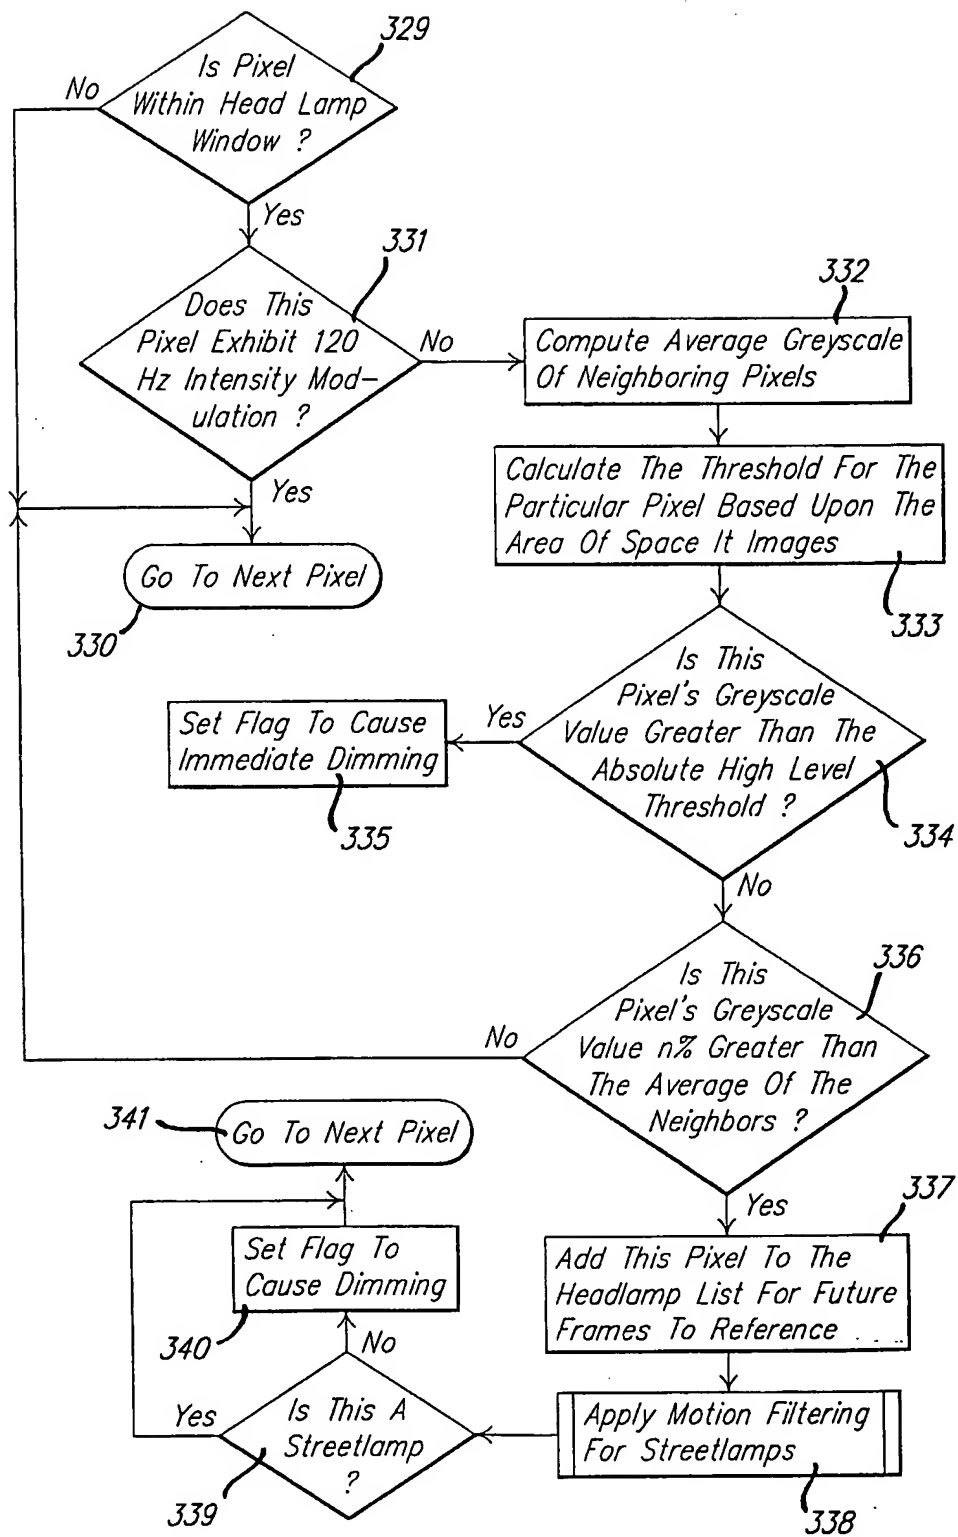 329
Is Pixel
Within Head Lamp
Window ?
No
Yes
331
Does This
Pixel Exhibit 120
Hz Intensity Mod-
ulation ?
No
Yes
332
Compute Average Greyscale
Of Neighboring Pixels
Calculate The Threshold For The
Particular Pixel Based Upon The
Area Of Space It Images
333
Go To Next Pixel
330
Is This
Pixel's Greyscale
Value Greater Than The
Absolute High Level
Threshold ?
334
Yes
Set Flag To Cause
Immediate Dimming
335
No
336
Is This
Pixel's Greyscale
Value n% Greater Than
The Average Of The
Neighbors ?
No
Yes
337
Add This Pixel To The
Headlamp List For Future
Frames To Reference
Apply Motion Filtering
For Streetlamps
338
Is This A
Streetlamp
?
339
Yes
No
Set Flag To
Cause Dimming
340
341
Go To Next Pixel